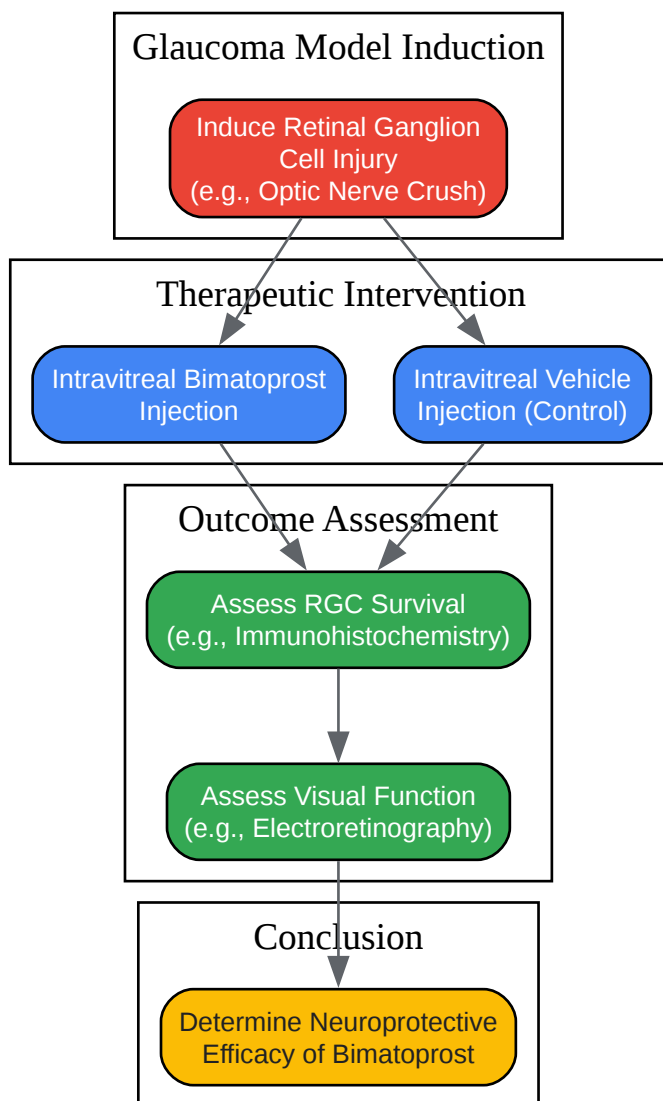 Glaucoma Model Induction
Induce Retinal Ganglion
Cell Injury
(e.g., Optic Nerve Crush)
Therapeutic Intervention
Intravitreal Bimatoprost
Injection
Intravitreal Vehicle
Injection (Control)
Outcome Assessment
Assess RGC Survival
(e.g., Immunohistochemistry)
Assess Visual Function
(e.g., Electroretinography)
Conclusion
Determine Neuroprotective
Efficacy of Bimatoprost